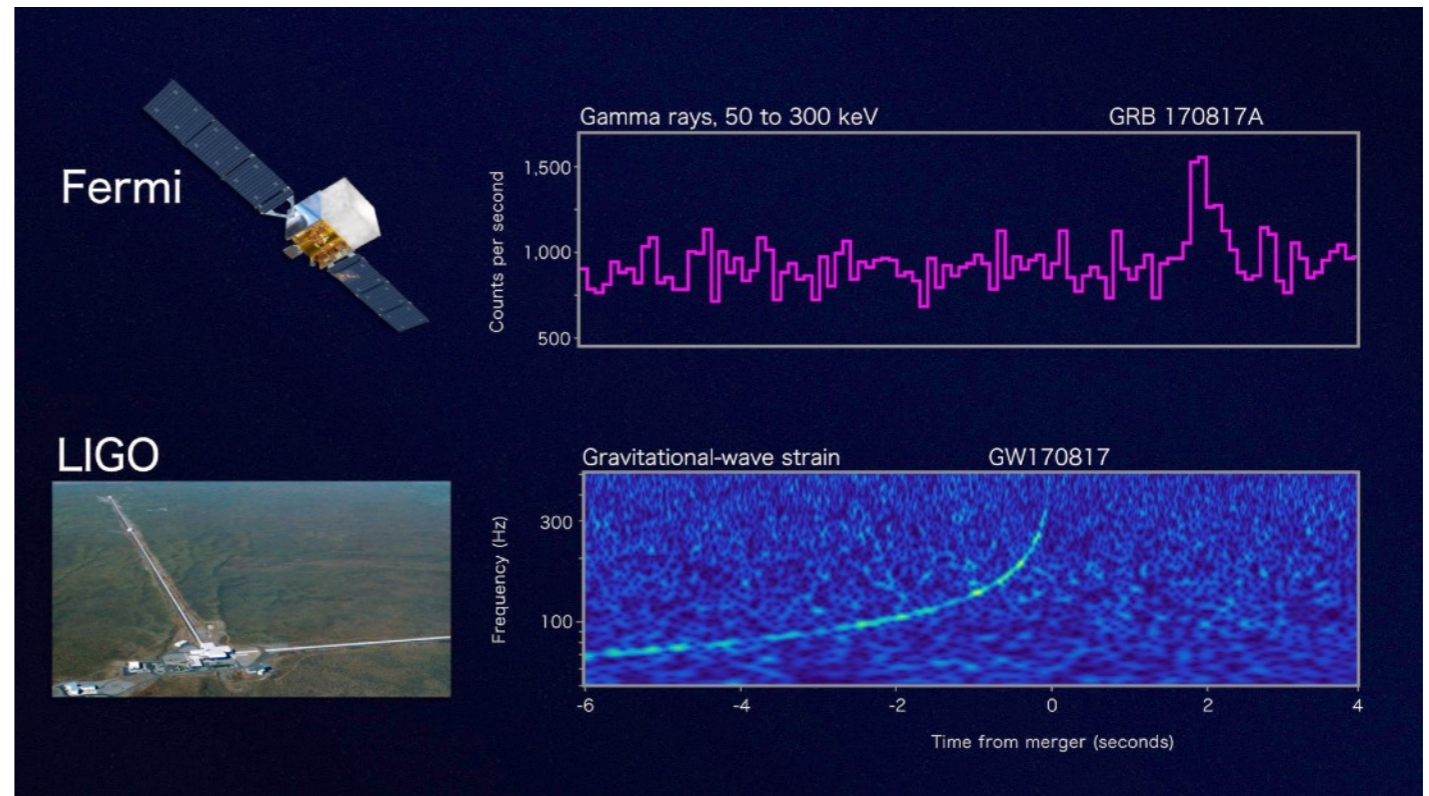 Fermi
Gamma rays, 50 to 300 keV
GRB 170817A
Counts per second
1,500
1,000
500
LIGO
Gravitational-wave strain
GW170817
Frequency (Hz)
300
100
-6
-4
-2
0
2
4
Time from merger (seconds)